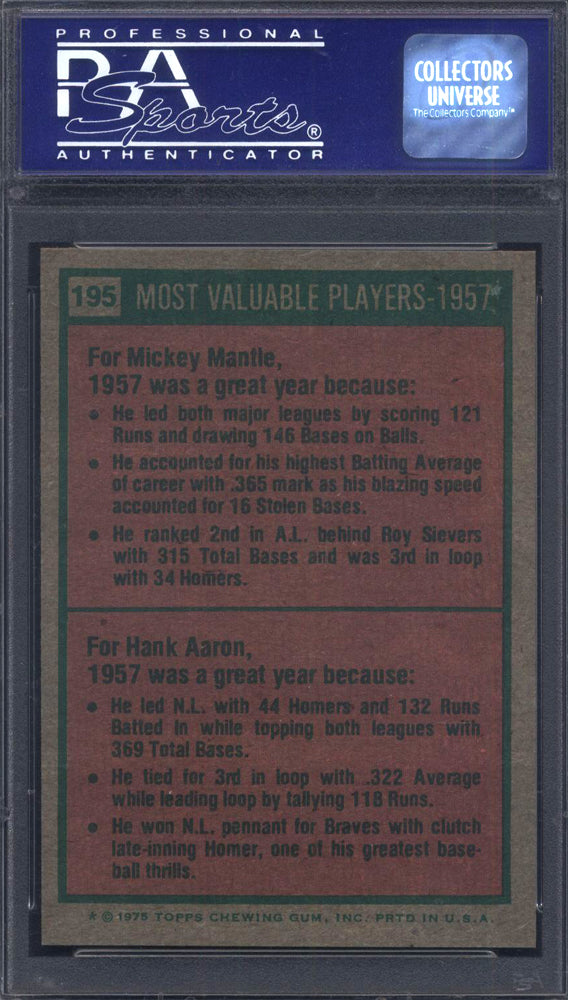 PROFESSIONAL
PSA
Sports®
AUTHENTICATOR
COLLECTORS
UNIVERSE
The Collectors Company™
195 MOST VALUABLE PLAYERS-1957
For Mickey Mantle,
1957 was a great year because:
• He led both major leagues by scoring 121
Runs and drawing 146 Bases on Balls.
• He accounted for his highest Batting Average
of career with .365 mark as his blazing speed
accounted for 16 Stolen Bases.
• He ranked 2nd in A.L. behind Roy Sievers
with 315 Total Bases and was 3rd in loop
with 34 Homers.
For Hank Aaron,
1957 was a great year because:
• He led N.L. with 44 Homers and 132 Runs
Batted In while topping both leagues with
369 Total Bases.
• He tied for 3rd in loop with .322 Average
while leading loop by tallying 118 Runs.
• He won N.L. pennant for Braves with clutch
late-inning Homer, one of his greatest base-
ball thrills.
* © 1975 TOPPS CHEWING GUM, INC. PRTD IN U.S.A.
PSA